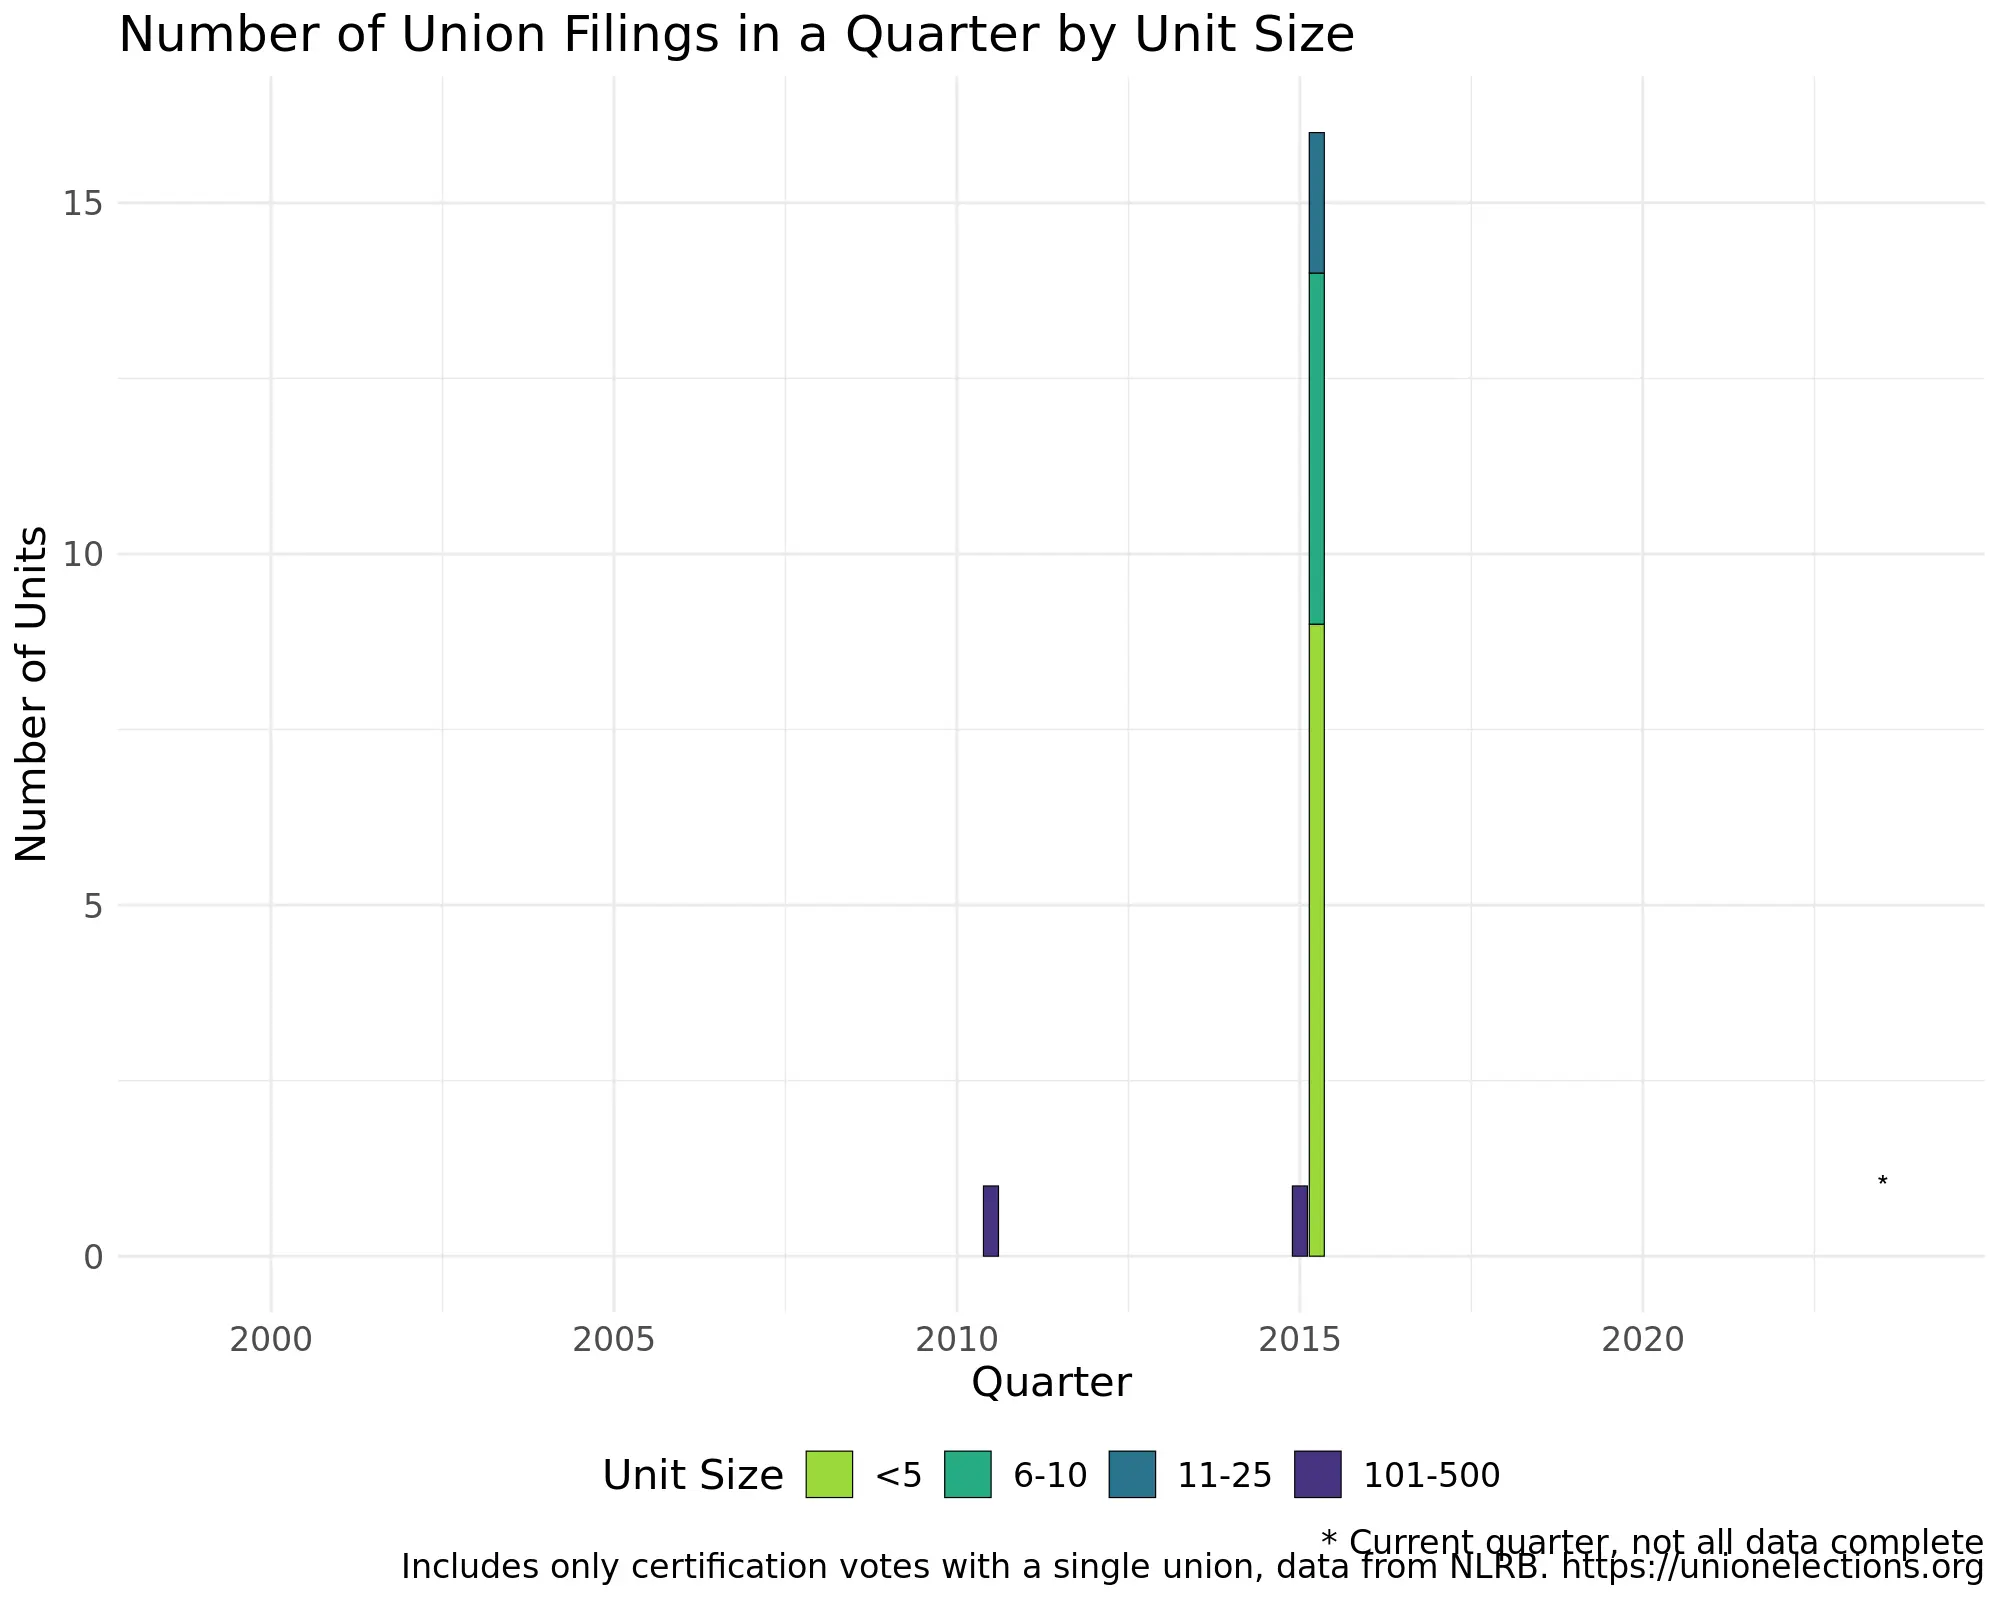 Number of Union Filings in a Quarter by Unit Size
Number of Units
15
10
5
0
*
2000 2005 2010 2015 2020
Quarter
Unit Size <5 6-10 11-25 101-500
* Current quarter, not all data complete
Includes only certification votes with a single union, data from NLRB. https://unionelections.org